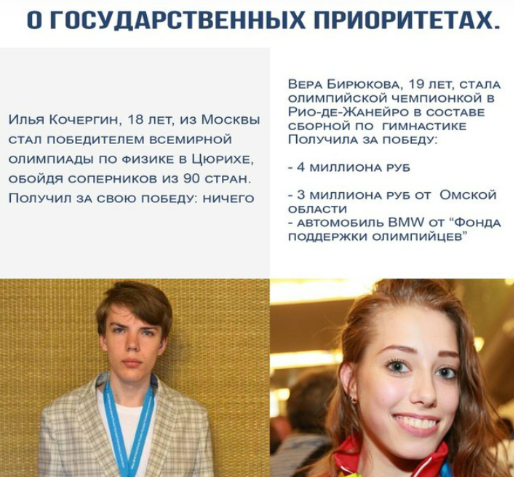 О ГОСУДАРСТВЕННЫХ ПРИОРИТЕТАХ.
Илья Кочергин, 18 лет, из Москвы
стал победителем всемирной
олимпиады по физике в Цюрихе,
обойдя соперников из 90 стран.
Получил за свою победу: ничего
Вера Бирюкова, 19 лет, стала
олимпийской чемпионкой в
Рио-де-Жанейро в составе
сборной по гимнастике
Получила за победу:
- 4 миллиона руб
- 3 миллиона руб от Омской
области
- автомобиль BMW от "Фонда
поддержки олимпийцев"